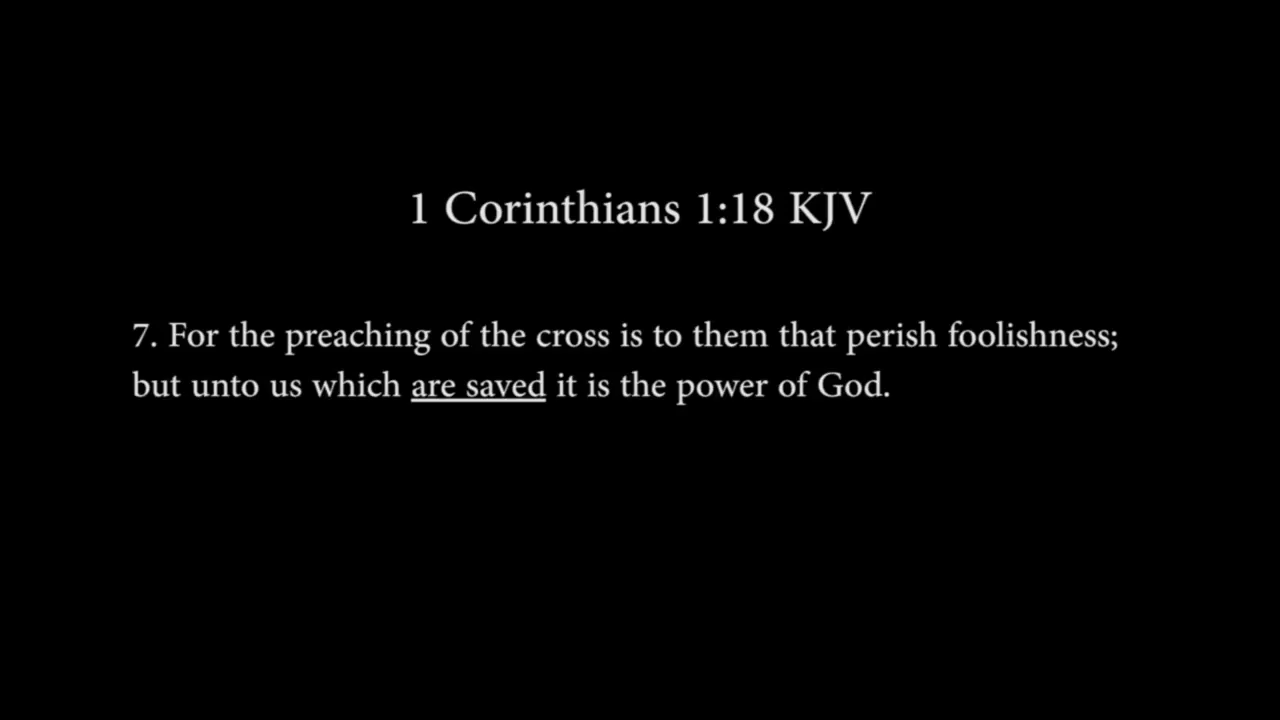 1 Corinthians 1:18 KJV
7. For the preaching of the cross is to them that perish foolishness;
but unto us which are saved it is the power of God.